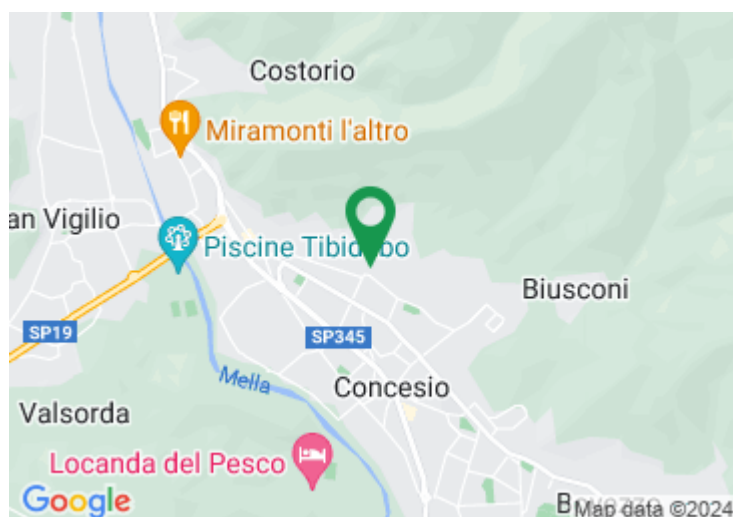 Costorio
Miramonti l'altro
an Vigilio
Piscine Tibidabo
Biusconi
SP19
SP345
Mella
Concesio
Valsorda
Locanda del Pesco
Google
Map data ©2024